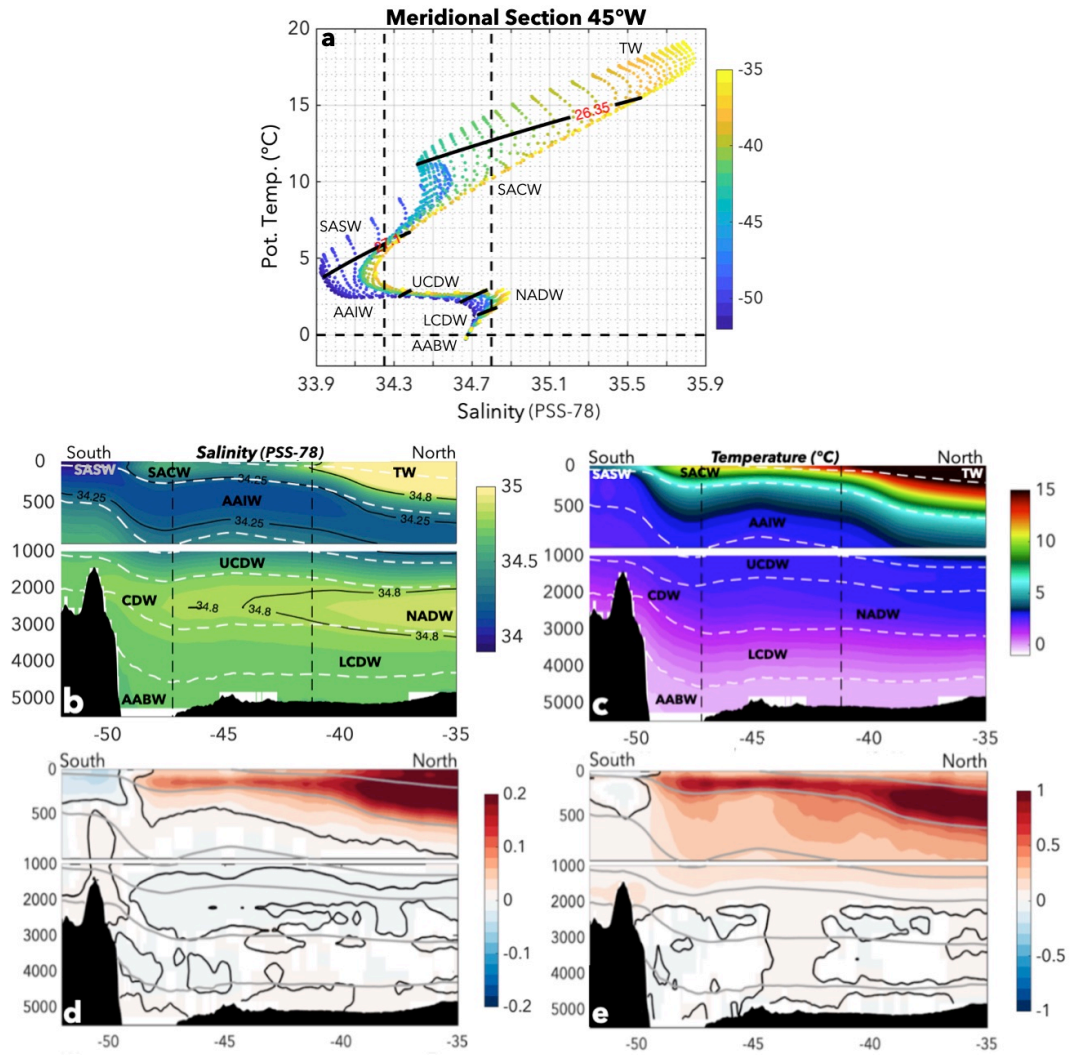 Meridional Section 45°W
a
20
15
10
5
0
Pot. Temp. (°C)
TW
26.35
SACW
SASW
UCDW
NADW
AAIW
LCDW
AABW
33.9 34.3 34.7 35.1 35.5 35.9
Salinity (PSS-78)
-35
-40
-45
-50
South Salinity (PSS-78) North
0
500
1000
2000
3000
4000
5000
SASW SACW TW
34.25
34.25 34.8
AAIW
34.25
UCDW
CDW 34.8 34.8 34.8
NADW
34.8
LCDW
AABW
b
-50 -45 -40 -35
35
34.5
34
South Temperature (°C) North
0
500
1000
2000
3000
4000
5000
SASW SACW TW
AAIW
UCDW
CDW
NADW
LCDW
AABW
c
-50 -45 -40 -35
15
10
5
0
South North
0
500
1000
2000
3000
4000
5000
d
-50 -45 -40 -35
0.2
0.1
0
-0.1
-0.2
South North
0
500
1000
2000
3000
4000
5000
e
-50 -45 -40 -35
1
0.5
0
-0.5
-1